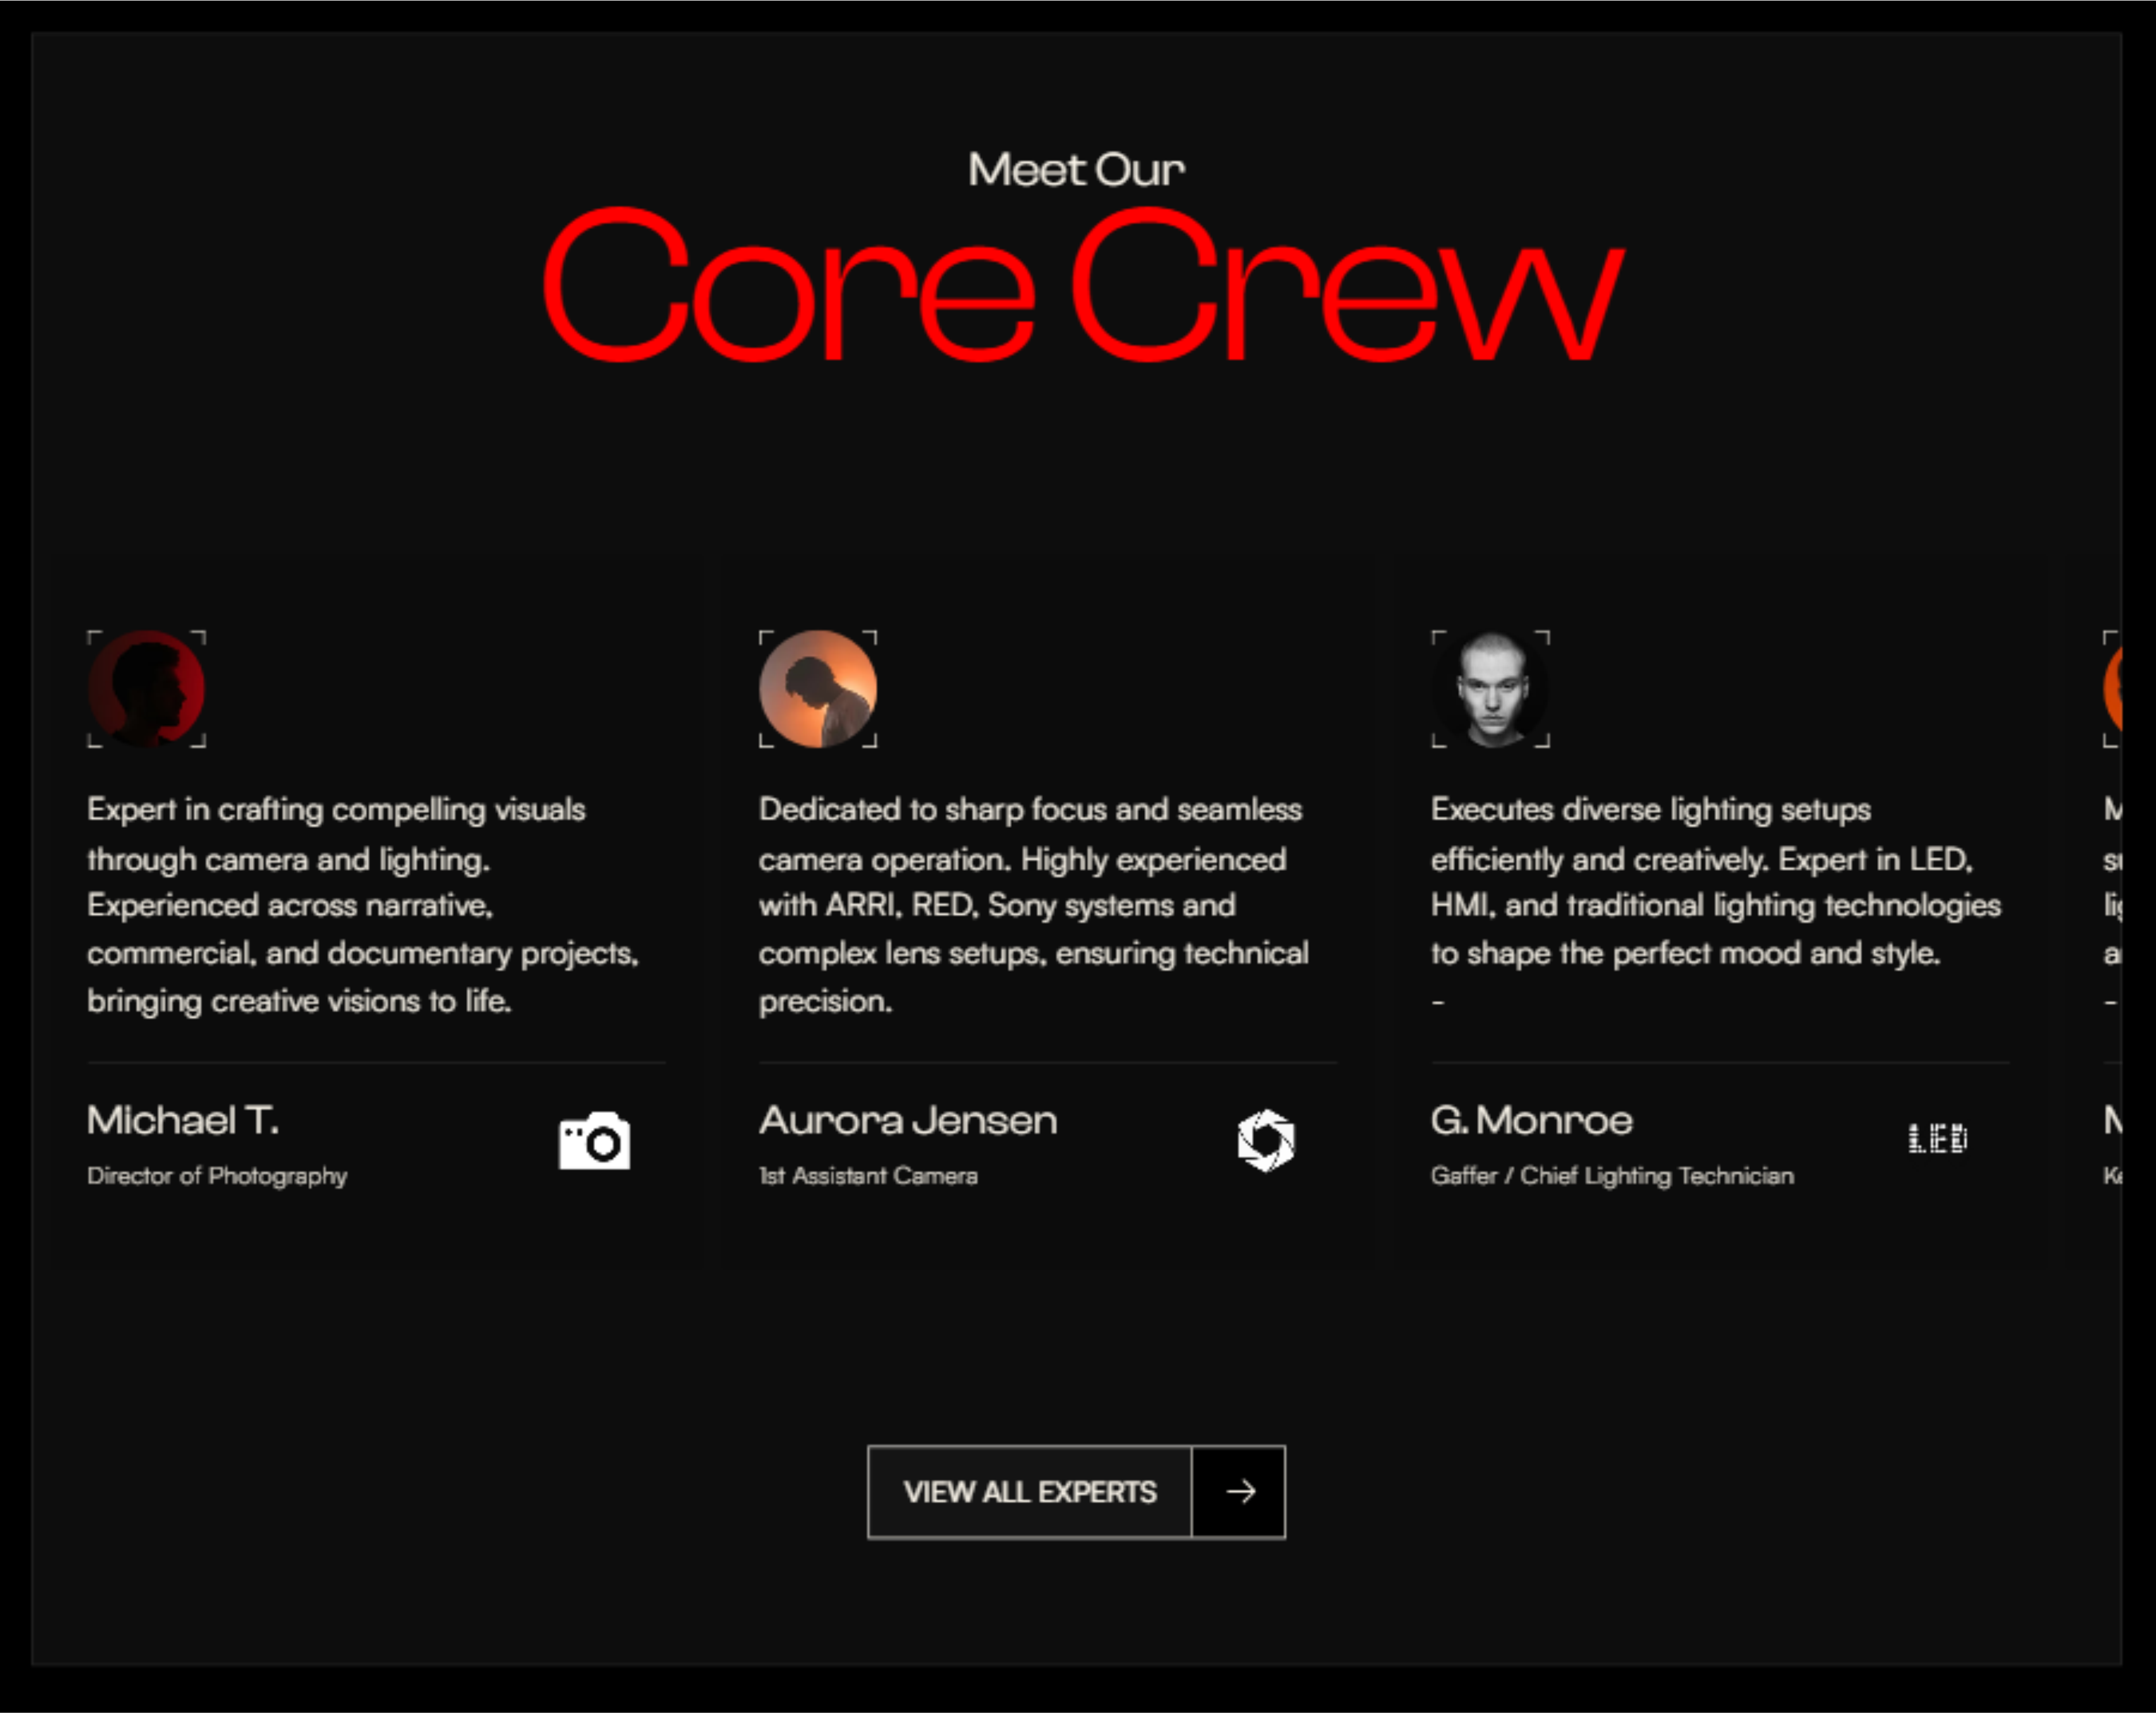 Meet Our
Core Crew
Expert in crafting compelling visuals
through camera and lighting.
Experienced across narrative,
commercial, and documentary projects,
bringing creative visions to life.
Michael T.
Director of Photography
Dedicated to sharp focus and seamless
camera operation. Highly experienced
with ARRI, RED, Sony systems and
complex lens setups, ensuring technical
precision.
Aurora Jensen
1st Assistant Camera
Executes diverse lighting setups
efficiently and creatively. Expert in LED,
HMI, and traditional lighting technologies
to shape the perfect mood and style.
-
G. Monroe
Gaffer / Chief Lighting Technician
LED
-
VIEW ALL EXPERTS →